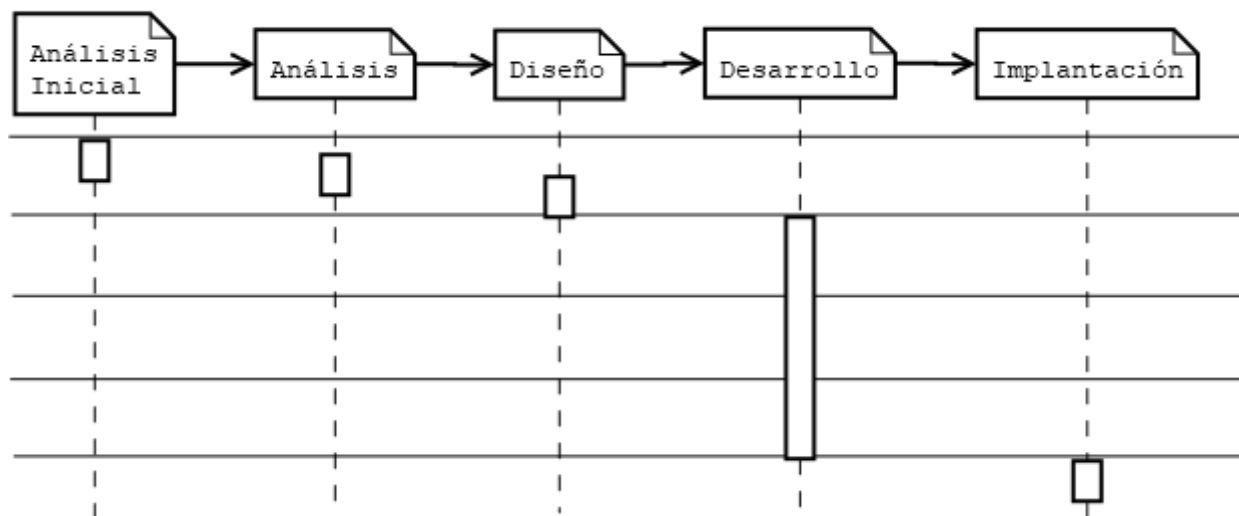 Análisis
Inicial
Análisis
Diseño
Desarrollo
Implantación